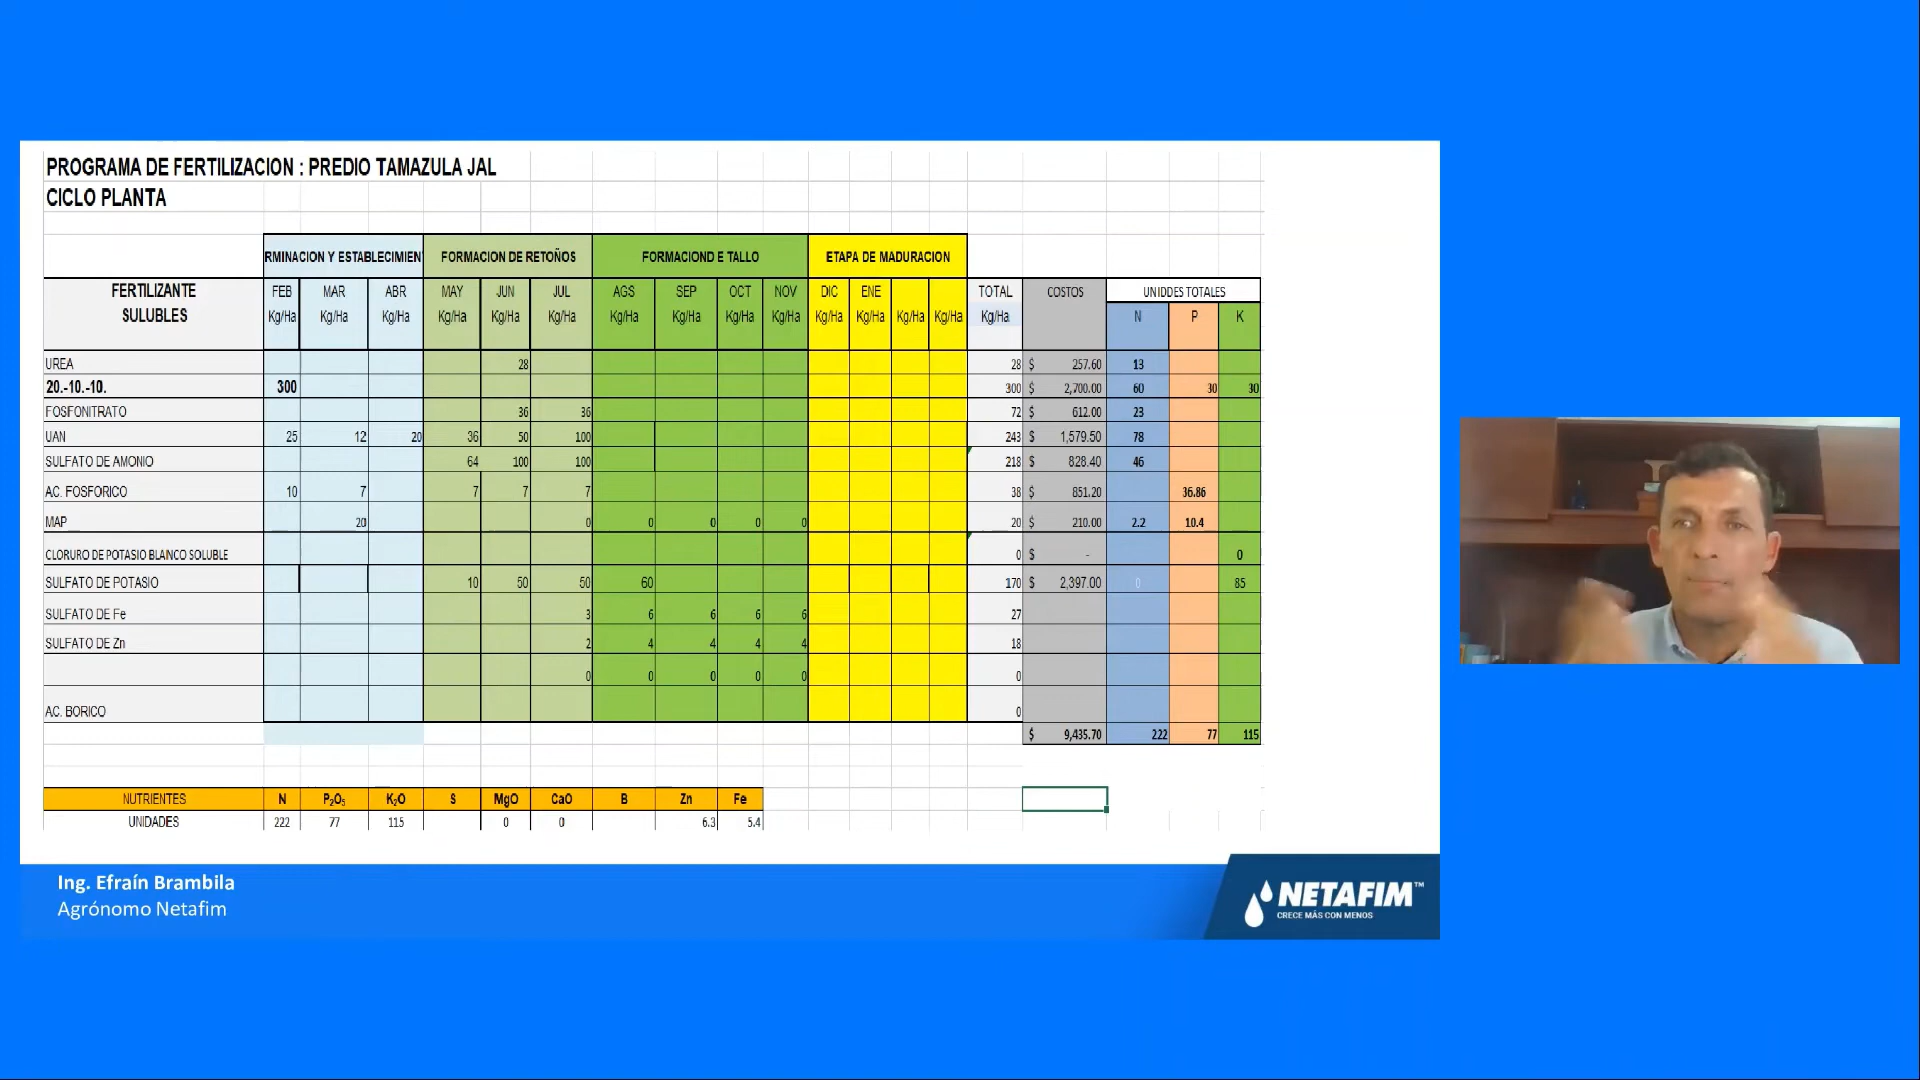 PROGRAMA DE FERTILIZACION : PREDIO TAMAZULA JAL
CICLO PLANTA
RMINACION Y ESTABLECIMIEN FORMACION DE RETOÑOS FORMACIOND E TALLO ETAPA DE MADURACION
FERTILIZANTE SULUBLES FEB Kg/Ha MAR Kg/Ha ABR Kg/Ha MAY Kg/Ha JUN Kg/Ha JUL Kg/Ha AGS Kg/Ha SEP Kg/Ha OCT Kg/Ha NOV Kg/Ha DIC Kg/Ha ENE Kg/Ha Kg/Ha Kg/Ha TOTAL Kg/Ha COSTOS UNIDDES TOTALES
N P K
UREA 28 28 $ 257.60 13
20.-10.-10. 300 300 $ 2,700.00 60 30 30
FOSFONITRATO 36 36 72 $ 612.00 23
UAN 25 12 20 36 50 100 243 $ 1,579.50 78
SULFATO DE AMONIO 64 100 100 218 $ 828.40 46
AC. FOSFORICO 10 7 7 7 7 38 $ 851.20 36.86
MAP 20 0 0 0 0 0 20 $ 210.00 2.2 10.4
CLORURO DE POTASIO BLANCO SOLUBLE 0 $ - 0
SULFATO DE POTASIO 10 50 50 60 170 $ 2,397.00 0 85
SULFATO DE Fe 3 6 6 6 6 27
SULFATO DE Zn 2 4 4 4 4 18
0 0 0 0 0 0
AC. BORICO 0
$ 9,435.70 222 77 115
NUTRIENTES N P₂O₅ K₂O S MgO CaO B Zn Fe
UNIDADES 222 77 115 0 0 6.3 5.4
Ing. Efraín Brambila
Agrónomo Netafim
NETAFIM™
CRECE MÁS CON MENOS